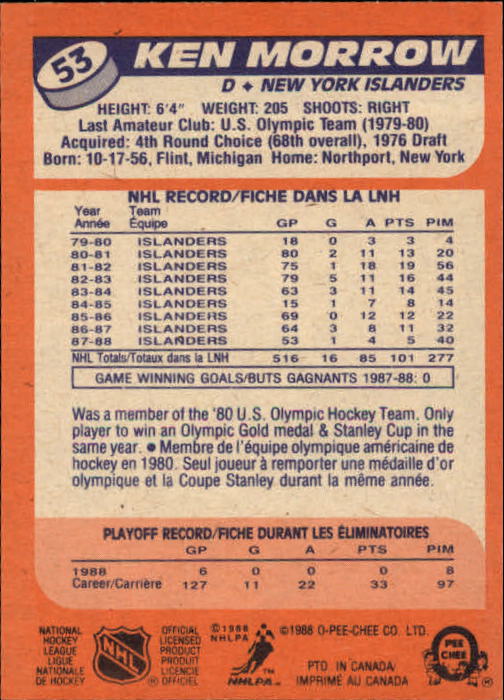 53 KEN MORROW
D ♦ NEW YORK ISLANDERS
HEIGHT: 6'4" WEIGHT: 205 SHOOTS: RIGHT
Last Amateur Club: U.S. Olympic Team (1979-80)
Acquired: 4th Round Choice (68th overall), 1976 Draft
Born: 10-17-56, Flint, Michigan Home: Northport, New York
NHL RECORD/FICHE DANS LA LNH
Year Team
Année Équipe GP G A PTS PIM
79-80 ISLANDERS 18 0 3 3 4
80-81 ISLANDERS 80 2 11 13 20
81-82 ISLANDERS 75 1 18 19 56
82-83 ISLANDERS 79 5 11 16 44
83-84 ISLANDERS 63 3 11 14 45
84-85 ISLANDERS 15 1 7 8 14
85-86 ISLANDERS 69 0 12 12 22
86-87 ISLANDERS 64 3 8 11 32
87-88 ISLANDERS 53 1 4 5 40
NHL Totals/Totaux dans la LNH 516 16 85 101 277
GAME WINNING GOALS/BUTS GAGNANTS 1987-88: 0
Was a member of the '80 U.S. Olympic Hockey Team. Only
player to win an Olympic Gold medal & Stanley Cup in the
same year. ● Membre de l'équipe olympique américaine de
hockey en 1980. Seul joueur à remporter une médaille d'or
olympique et la Coupe Stanley durant la même année.
PLAYOFF RECORD/FICHE DURANT LES ÉLIMINATOIRES
GP G A PTS PIM
1988 6 0 0 0 8
Career/Carrière 127 11 22 33 97
NATIONAL
HOCKEY
LEAGUE
LIGUE
NATIONALE
DE HOCKEY
NHL
®
OFFICIAL
LICENSED
PRODUCT
PRODUIT
LICENCIÉ
OFFICIEL
©1988
NHLPA
NHLPA™
©1988 O-PEE-CHEE CO. LTD.
PTD. IN CANADA
IMPRIMÉ AU CANADA
O
PEE
CHEE